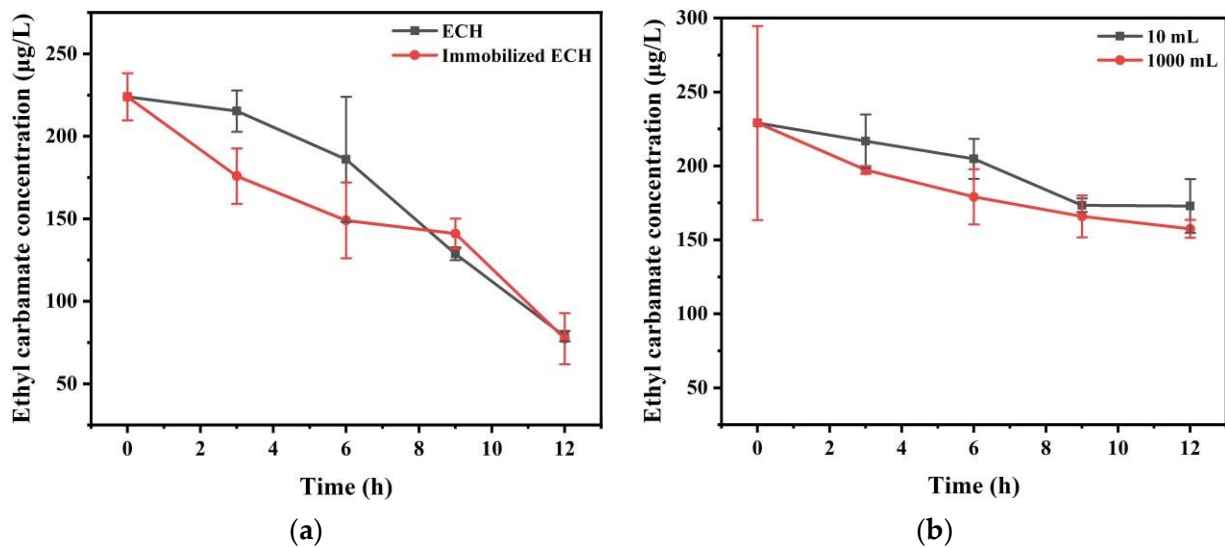 Ethyl carbamate concentration (µg/L)
250
200
150
100
50
0
2
4
6
8
10
12
Time (h)
ECH
Immobilized ECH
(a)
Ethyl carbamate concentration (µg/L)
300
250
200
150
100
50
0
2
4
6
8
10
12
Time (h)
10 mL
1000 mL
(b)